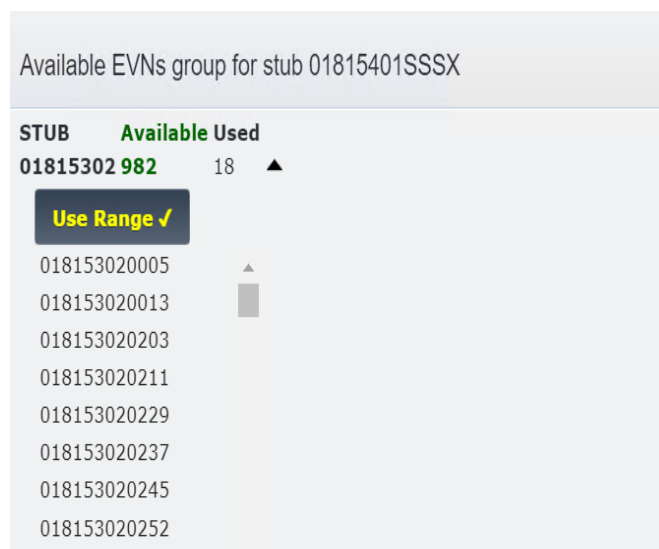 Available EVNs group for stub 01815401SSSX
STUB Available Used
01815302 982 18 ▲
Use Range ✓
018153020005
018153020013
018153020203
018153020211
018153020229
018153020237
018153020245
018153020252